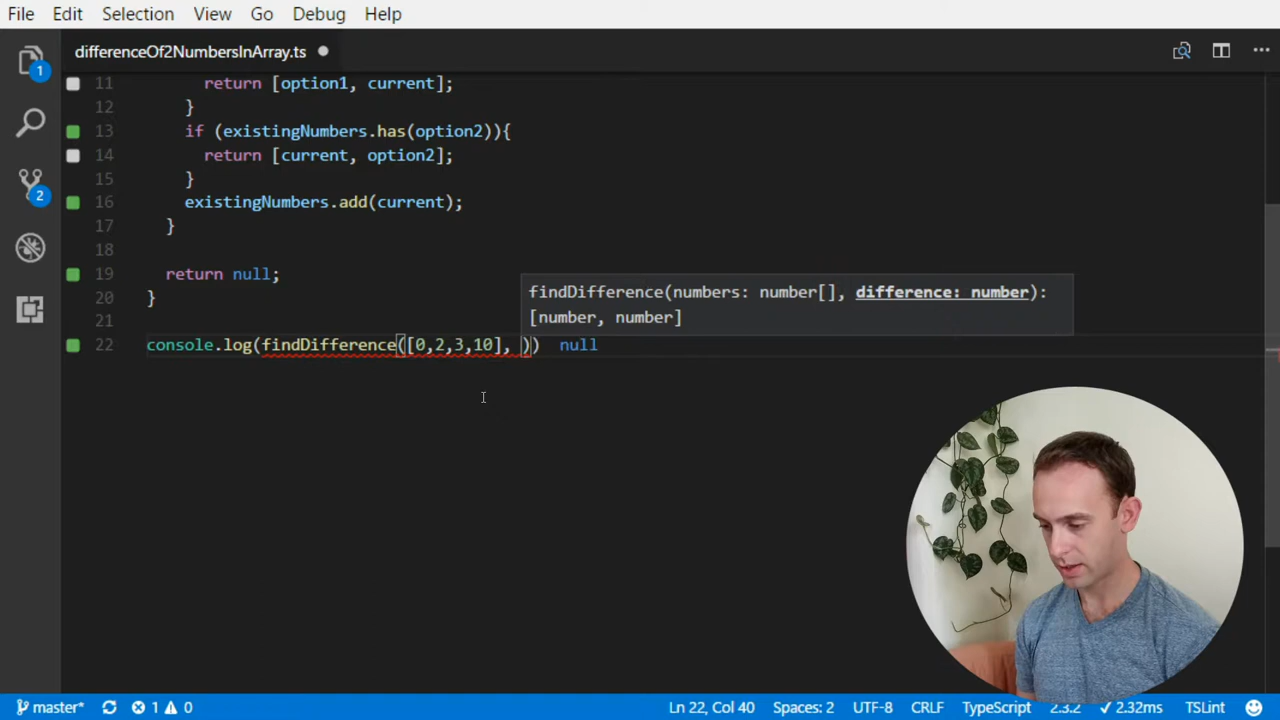 File Edit Selection View Go Debug Help
differenceOf2NumbersInArray.ts
1
2
11 return [option1, current];
12 }
13 if (existingNumbers.has(option2)){
14 return [current, option2];
15 }
16 existingNumbers.add(current);
17 }
18
19 return null;
20 }
21
findDifference(numbers: number[], difference: number):
[number, number]
22 console.log(findDifference([0,2,3,10], )) null
master* 1 0 Ln 22, Col 40 Spaces: 2 UTF-8 CRLF TypeScript 2.3.2 ✓ 2.32ms TSLint